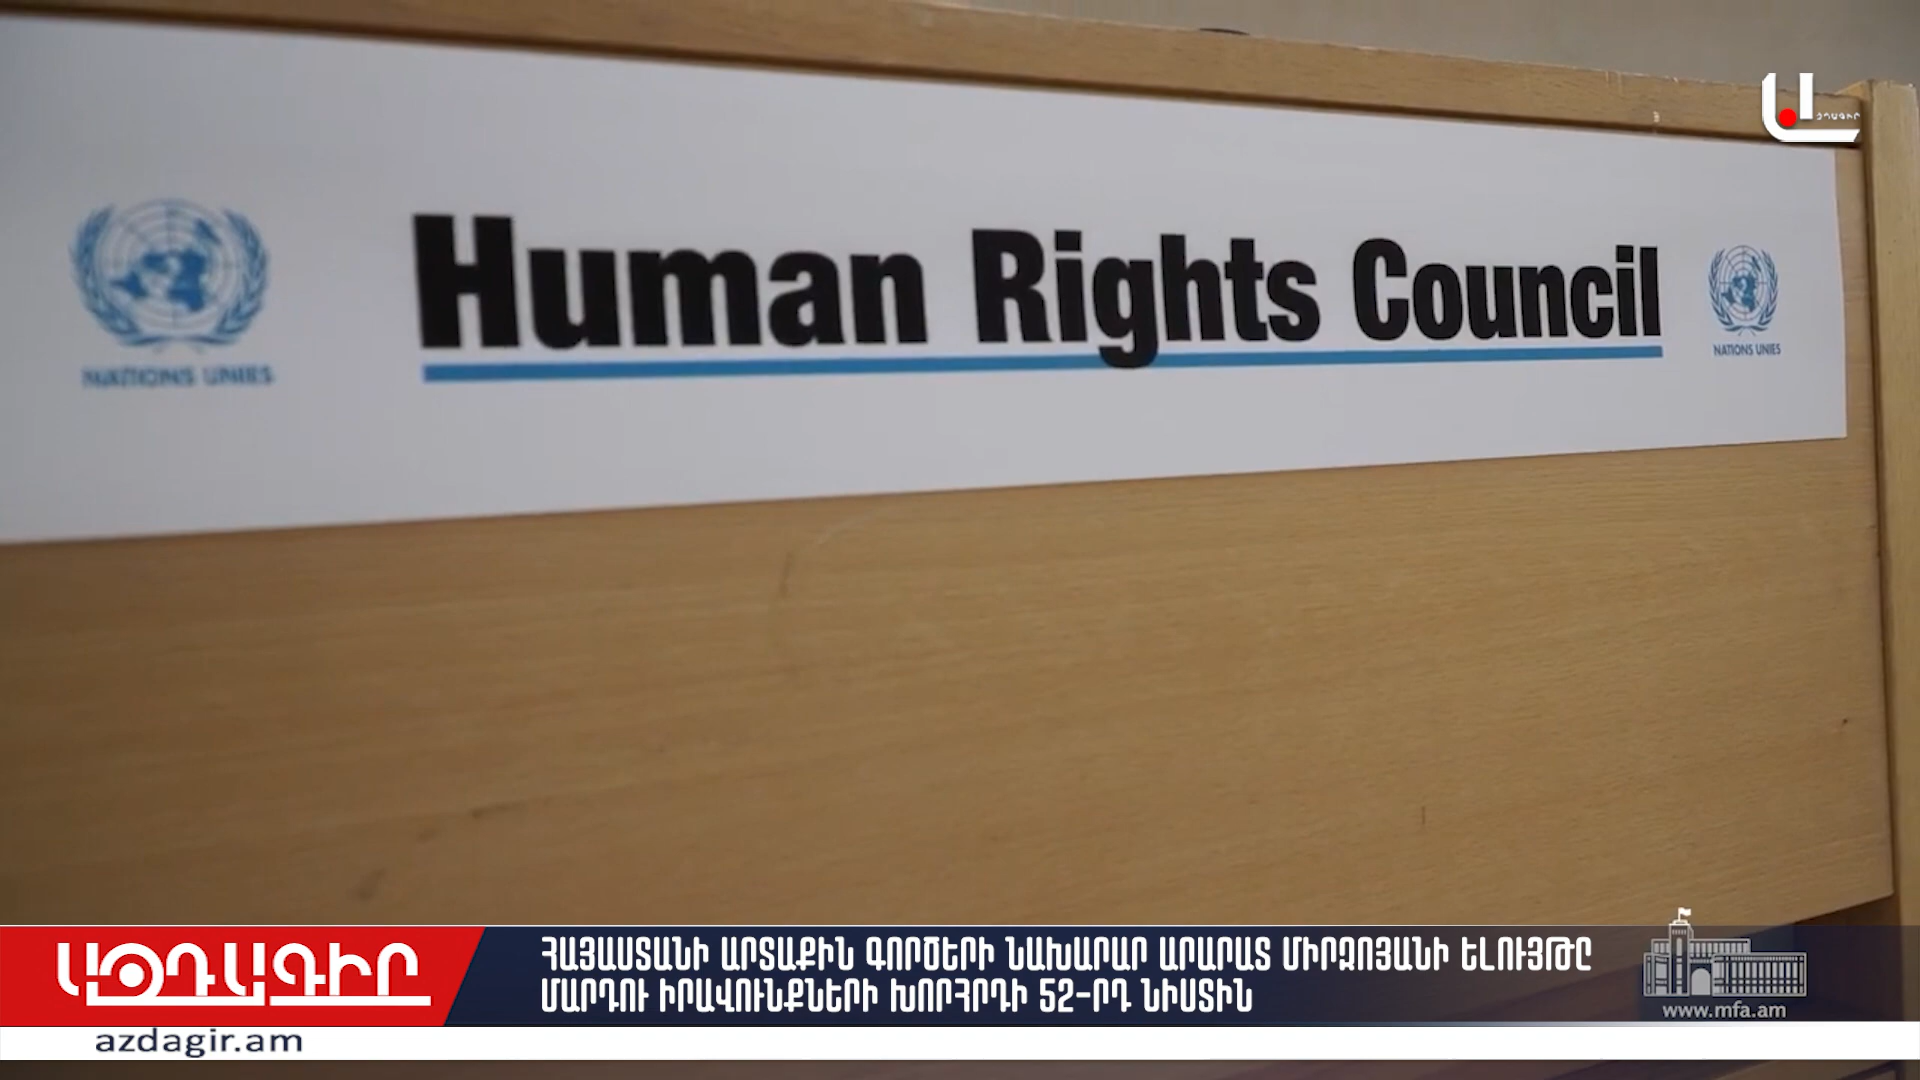 ԱԶԴԱԳԻՐ
NATIONS UNIES
Human Rights Council
NATIONS UNIES
ԱԶԴԱԳԻՐ
ՀԱՅԱՍՏԱՆԻ ԱՐՏԱՔԻՆ ԳՈՐԾԵՐԻ ՆԱԽԱՐԱՐ ԱՐԱՐԱՏ ՄԻՐԶՈՅԱՆԻ ԵԼՈՒՅԹԸ
ՄԱՐԴՈՒ ԻՐԱՎՈՒՆՔՆԵՐԻ ԽՈՐՀՐԴԻ 52-ՐԴ ՆԻՍՏԻՆ
www.mfa.am
azdagir.am